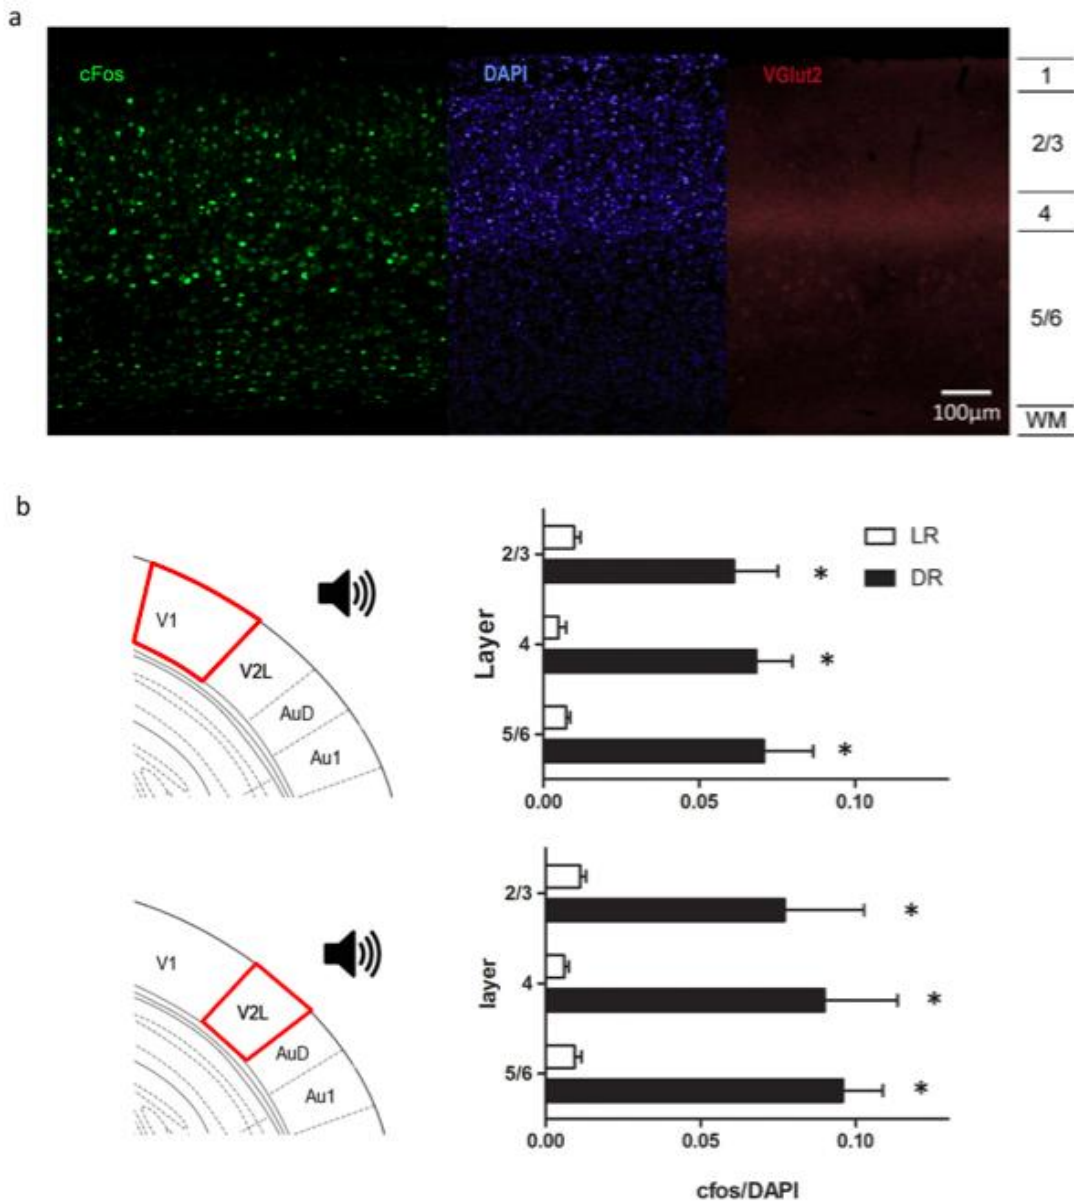 a
cFos DAPI VGlut2
1
2/3
4
5/6
WM
100μm
b
V1
V2L
AuD
Au1
LR
DR
Layer
2/3
*
4
*
5/6
*
0.00 0.05 0.10
V1
V2L
AuD
Au1
layer
2/3
*
4
*
5/6
*
0.00 0.05 0.10
cfos/DAPI